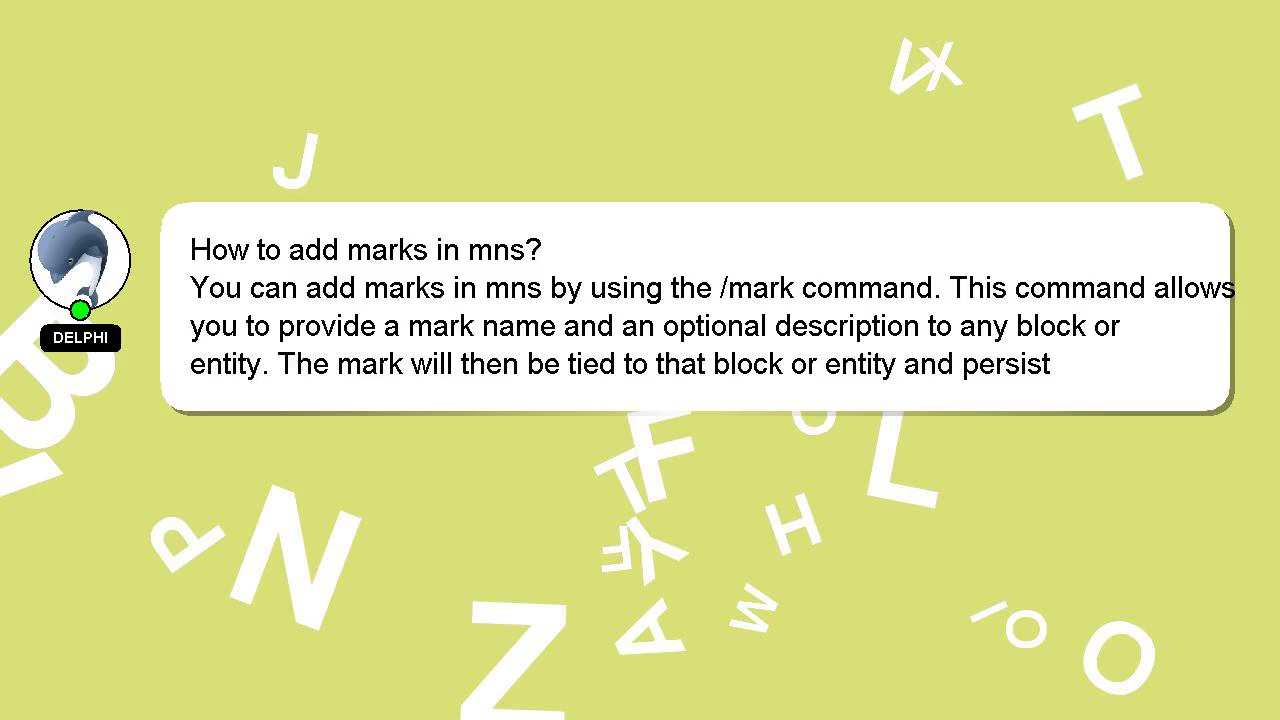 V
X
T
J
How to add marks in mns?
You can add marks in mns by using the /mark command. This command allows
you to provide a mark name and an optional description to any block or
entity. The mark will then be tied to that block or entity and persist
DELPHI
B
O
L
F
T
P
N
H
Y
F
Z
A
W
O
O